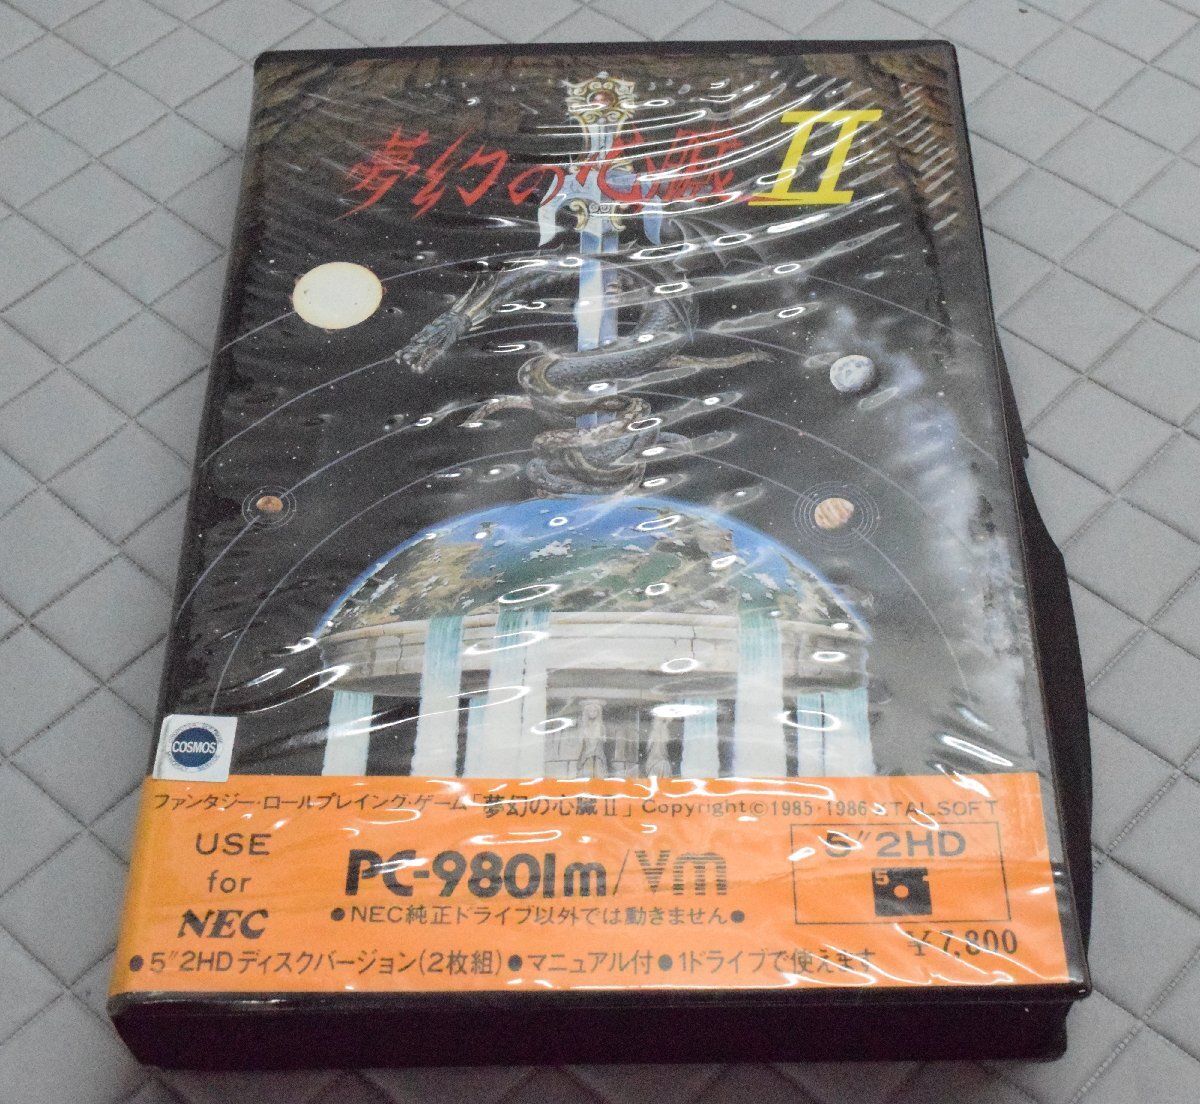 夢幻の心臓 II
COSMOS
ファンタジー・ロールプレイング・ゲーム「夢幻の心臓II」Copyright©1985・1986 XTALSOFT
USE
for
NEC
PC-9801m/Vm
●NEC純正ドライブ以外では動きません●
5″2HD
5
¥7,800
●5″2HDディスクバージョン(2枚組)●マニュアル付●1ドライブで使えます